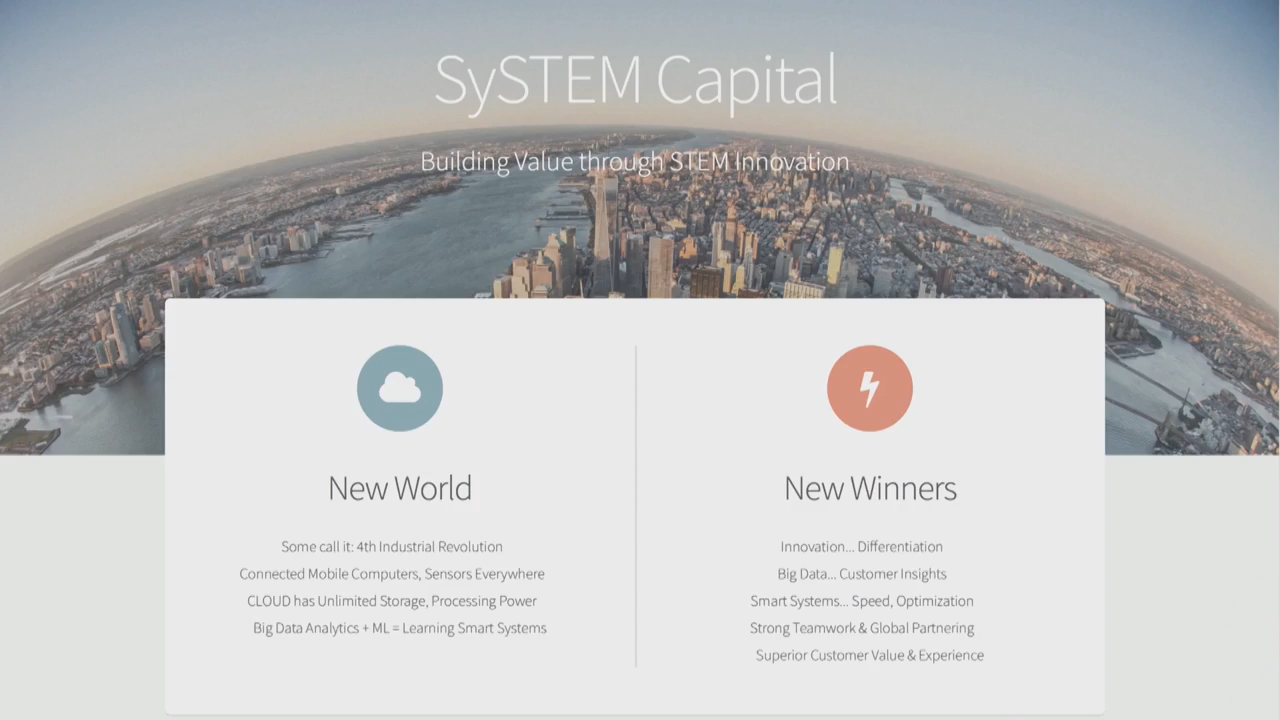 SySTEM Capital
Building Value through STEM Innovation
New World
Some call it: 4th Industrial Revolution
Connected Mobile Computers, Sensors Everywhere
CLOUD has Unlimited Storage, Processing Power
Big Data Analytics + ML = Learning Smart Systems
New Winners
Innovation... Differentiation
Big Data... Customer Insights
Smart Systems... Speed, Optimization
Strong Teamwork & Global Partnering
Superior Customer Value & Experience